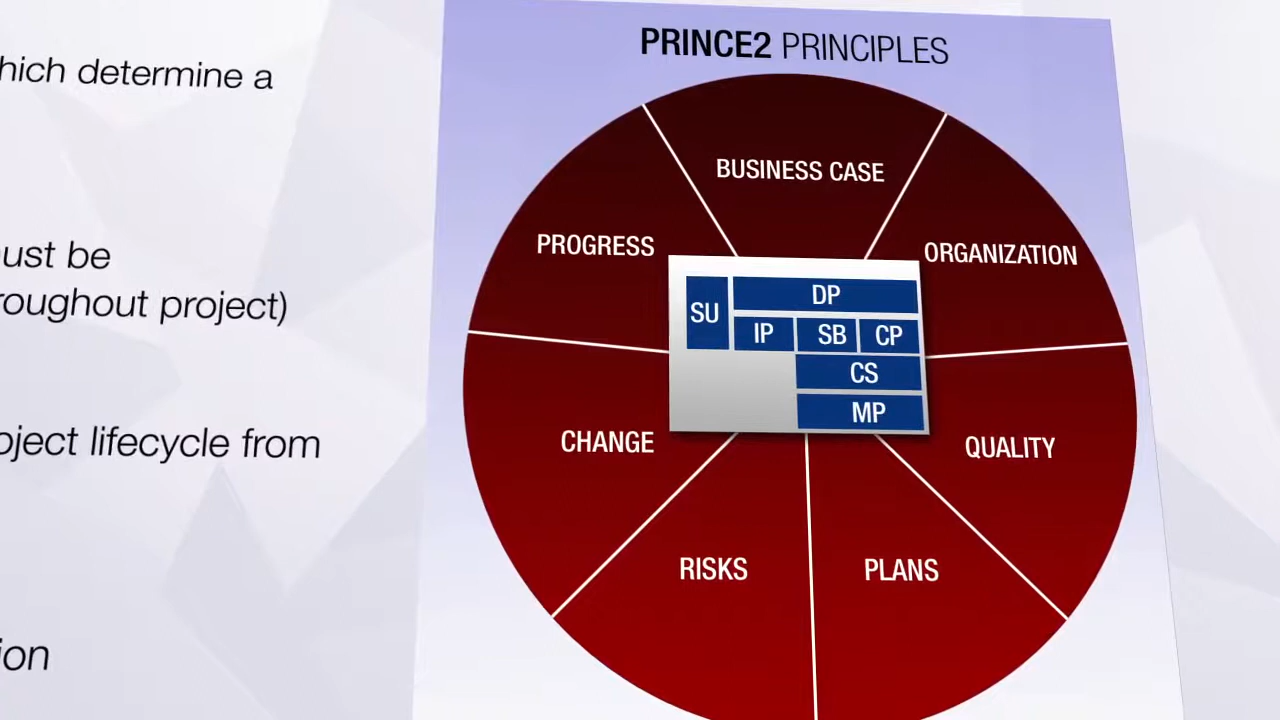 hich determine a
ust be
roughout project)
oject lifecycle from
ion
PRINCE2 PRINCIPLES
BUSINESS CASE
PROGRESS
ORGANIZATION
SU
DP
IP
SB
CP
CS
MP
CHANGE
QUALITY
RISKS
PLANS